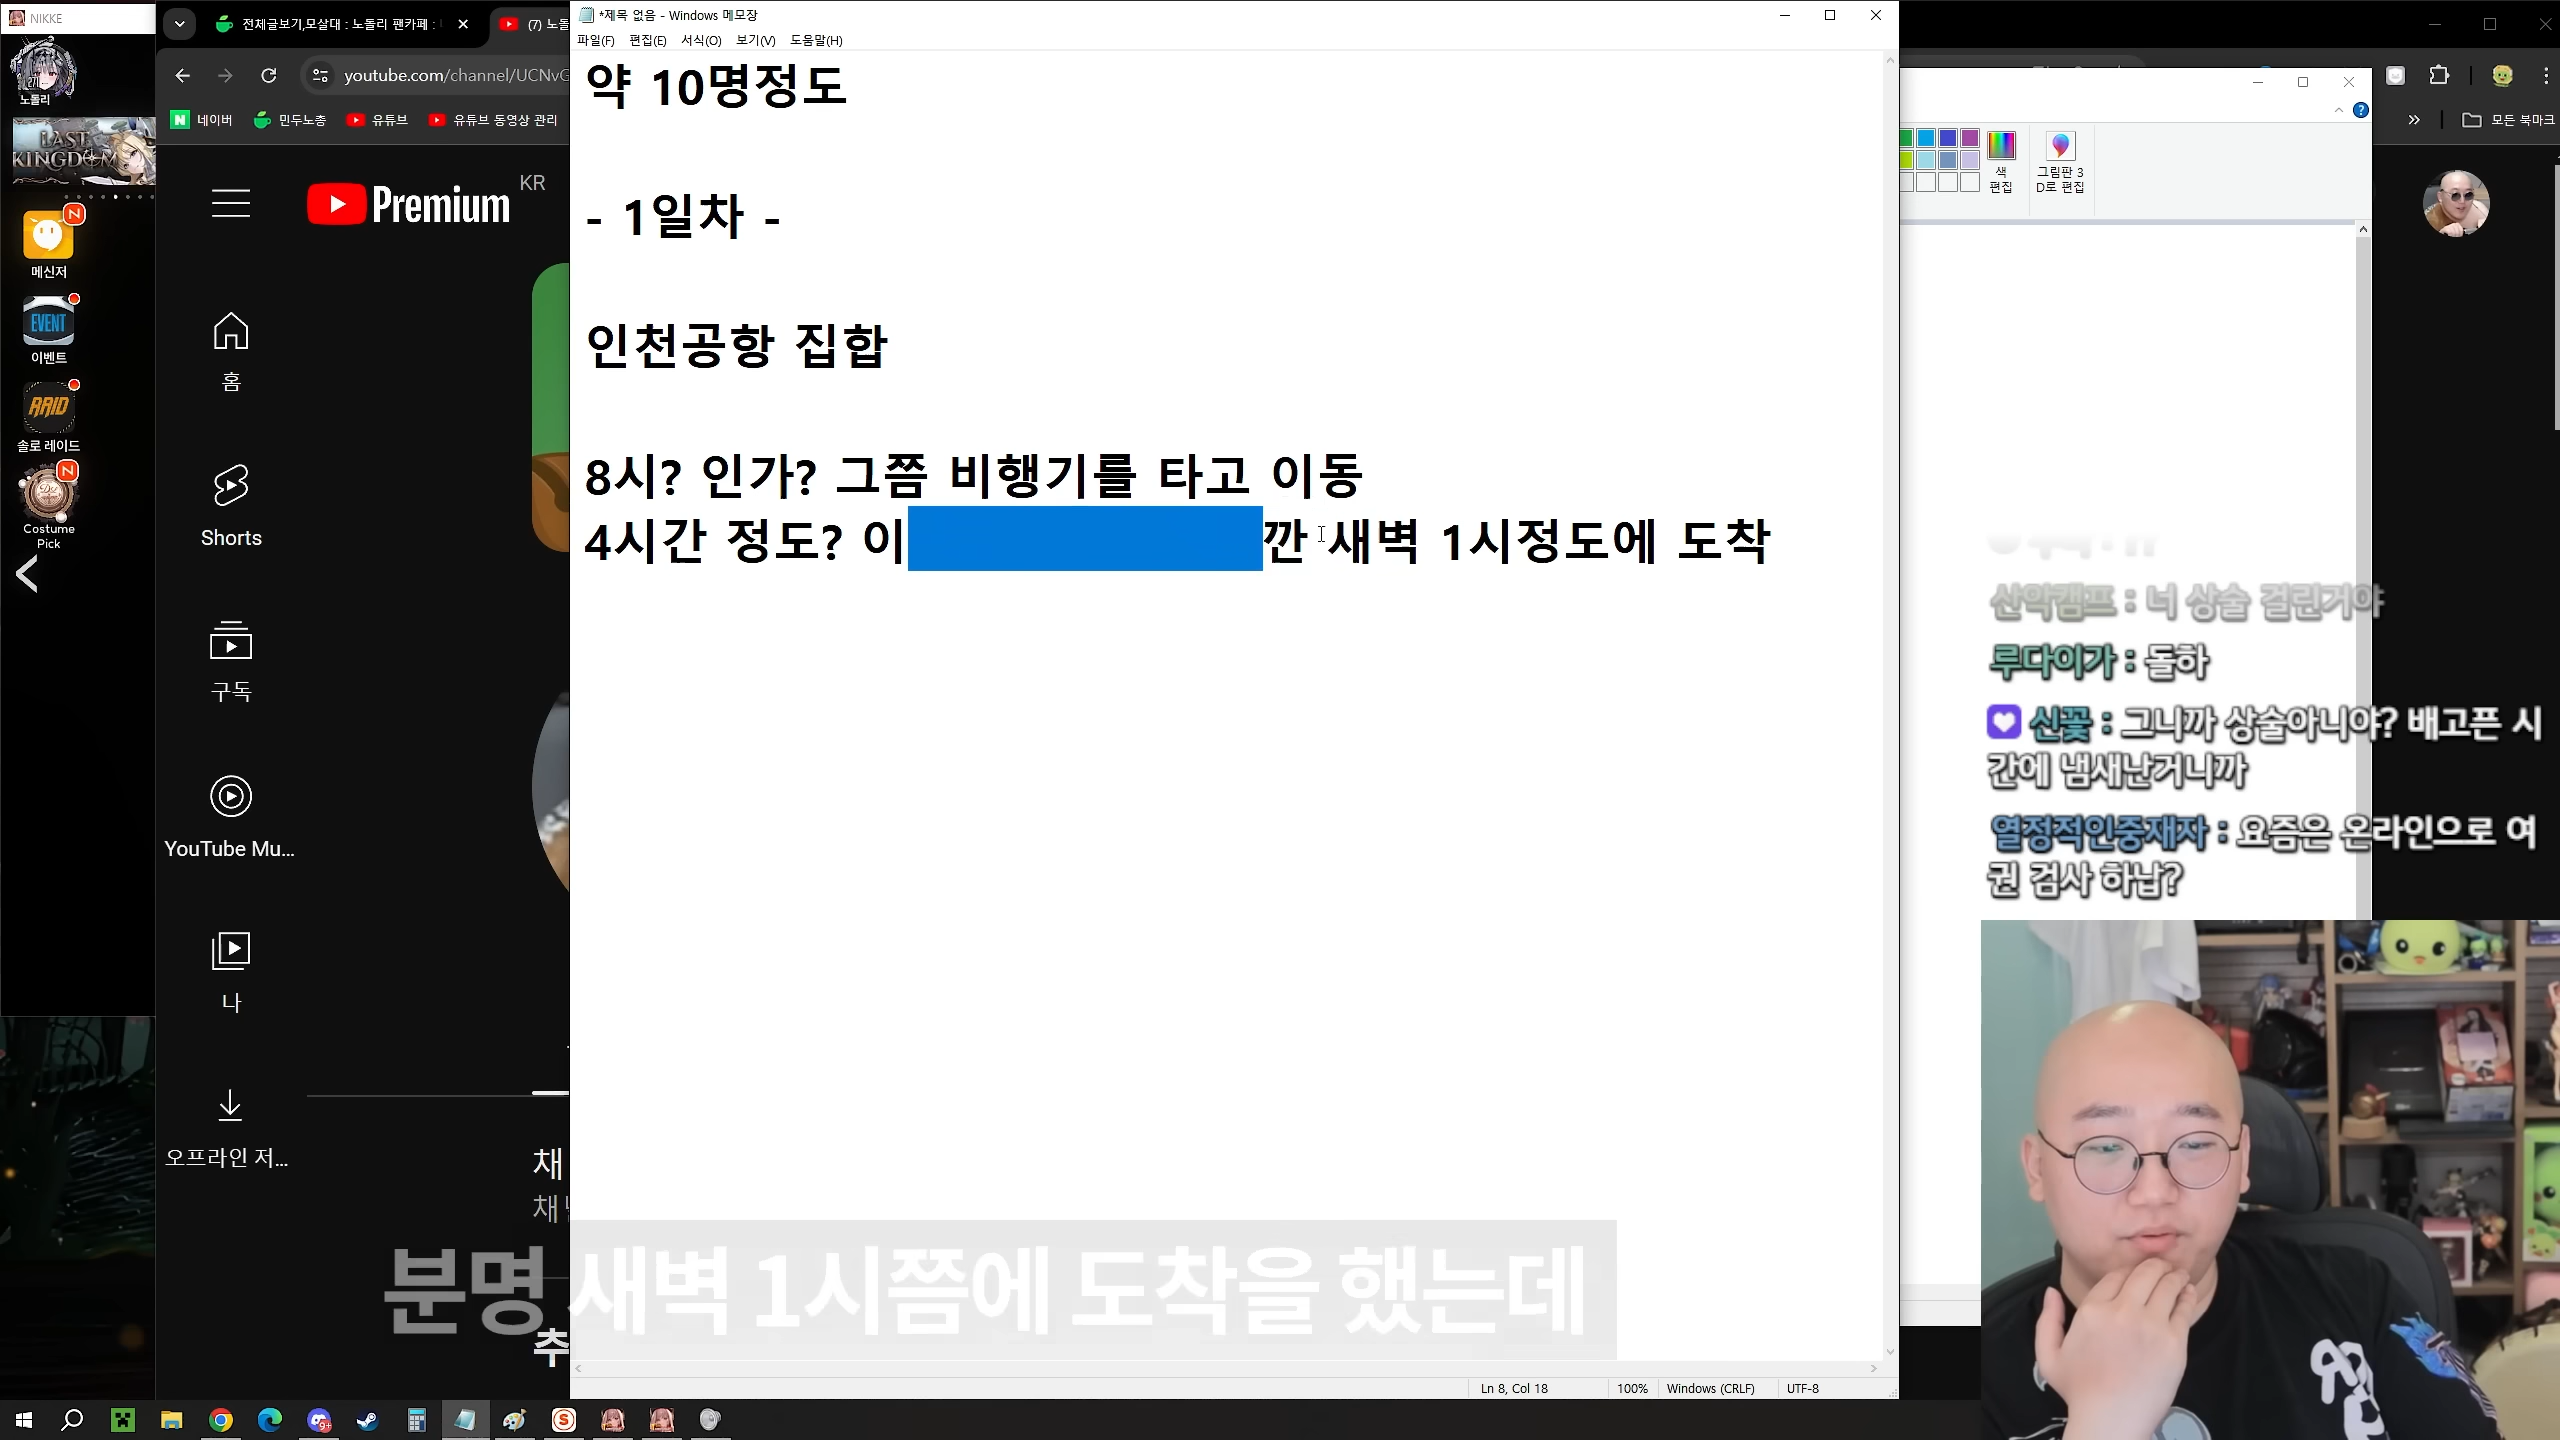 NIKKE
노돌리
LAST
KINGDOM
메신저
EVENT
이벤트
RAID
솔로 레이드
Costume
Pick
전체글보기,모살대 : 노돌리 팬카페 :
(7) 노돌
youtube.com/channel/UCNvG
네이버
민두노총
유튜브
유튜브 동영상 관리
Premium
KR
홈
Shorts
구독
YouTube Mu...
나
오프라인 저...
채
채
추
*제목 없음 - Windows 메모장
파일(F) 편집(E) 서식(O) 보기(V) 도움말(H)
약 10명정도
- 1일차 -
인천공항 집합
8시? 인가? 그쯤 비행기를 타고 이동
4시간 정도? 이
깐 새벽 1시정도에 도착
분명 새벽 1시쯤에 도착을 했는데
Ln 8, Col 18
100%
Windows (CRLF)
UTF-8
색
편집
그림판 3
D로 편집
모든 북마크
산악캠프 : 너 상술 걸린거야
루다이가 : 돌하
신꽃 : 그니까 상술아니야? 배고픈 시
간에 냄새난거니까
열정적인중재자 : 요즘은 온라인으로 여
권 검사 하납?